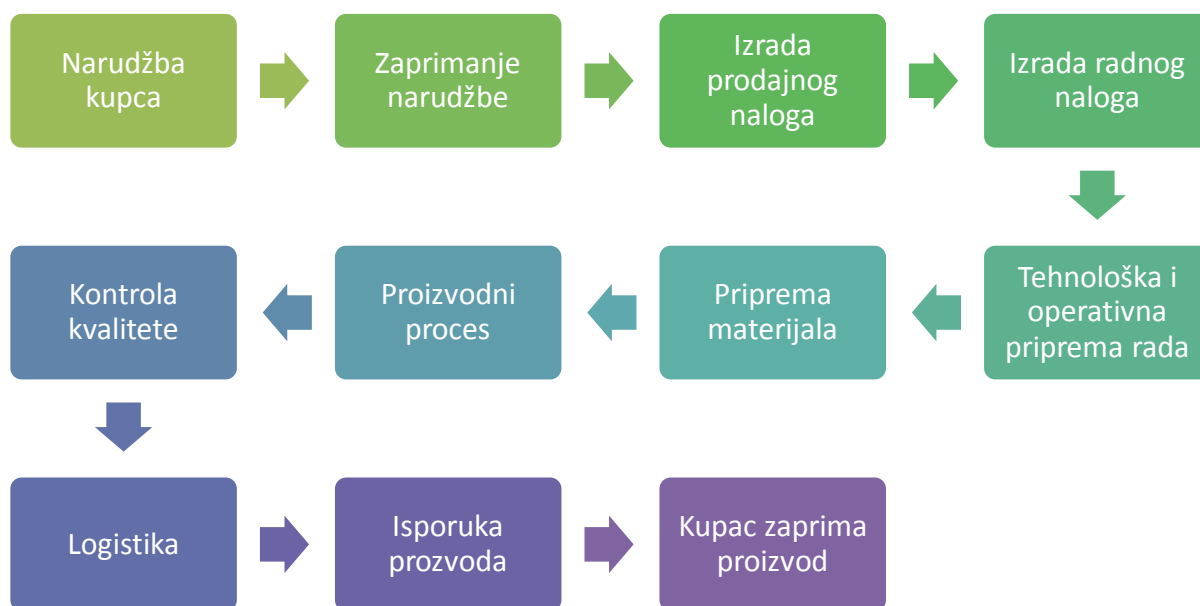 Narudžba
kupca
Zaprimanje
narudžbe
Izrada
prodajnog
naloga
Izrada radnog
naloga
Tehnološka i
operativna
priprema rada
Priprema
materijala
Proizvodni
proces
Kontrola
kvalitete
Logistika
Isporuka
prozvoda
Kupac zaprima
proizvod